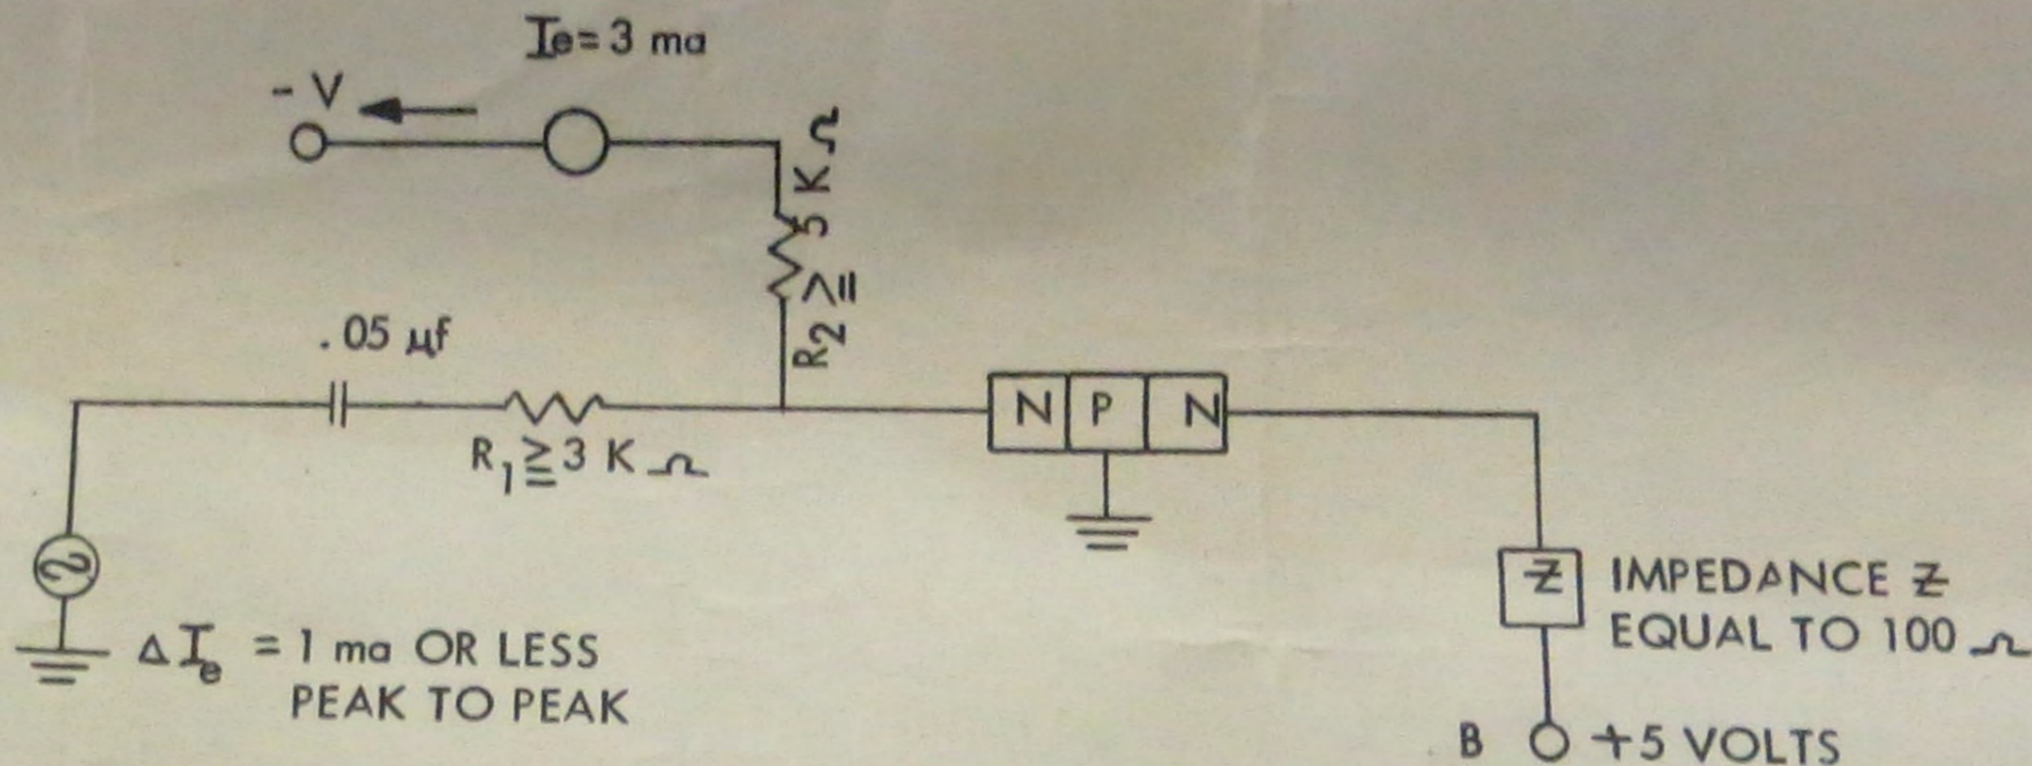 Ie = 3 ma
- V
R2 ≧ 5 K Ω
.05 µf
R1 ≧ 3 K Ω
N P N
Z
IMPEDANCE Z
EQUAL TO 100 Ω
ΔIe = 1 ma OR LESS
PEAK TO PEAK
B +5 VOLTS